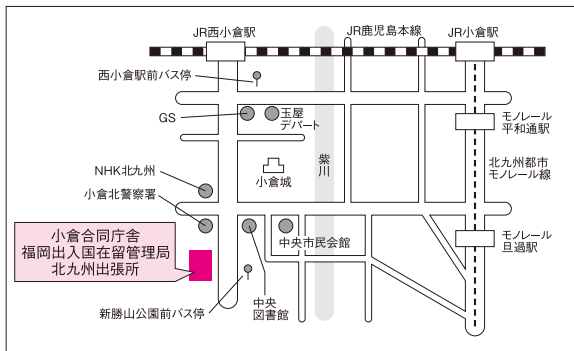 JR西小倉駅
JR鹿児島本線
JR小倉駅
西小倉駅前バス停
GS
玉屋
デパート
モノレール
平和通駅
紫川
NHK北九州
小倉城
北九州都市
モノレール線
小倉北警察署
小倉合同庁舎
福岡出入国在留管理局
北九州出張所
中央市民会館
モノレール
旦過駅
新勝山公園前バス停
中央
図書館